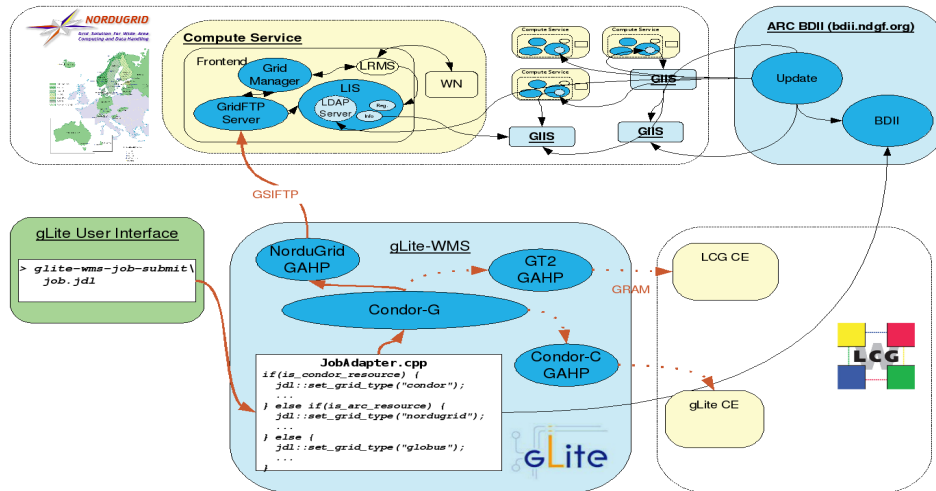 NORDUGRID
Grid Solution For Wide Area
Computing and Data Handling
Compute Service
Frontend
Grid
Manager
GridFTP
Server
LIS
LDAP
Server
Reg.
Info
LRMS
WN
Compute Service
GIIS
GIIS
GIIS
ARC BDII (bdii.ndgf.org)
Update
BDII
GSIFTP
gLite User Interface
> glite-wms-job-submit\
job.jdl
gLite-WMS
NorduGrid
GAHP
GT2
GAHP
Condor-G
Condor-C
GAHP
GRAM
LCG CE
gLite CE
LCG
JobAdapter.cpp
if(is_condor_resource) {
jdl::set_grid_type("condor");
...
} else if(is_arc_resource) {
jdl::set_grid_type("nordugrid");
...
} else {
jdl::set_grid_type("globus");
...
}
gLite